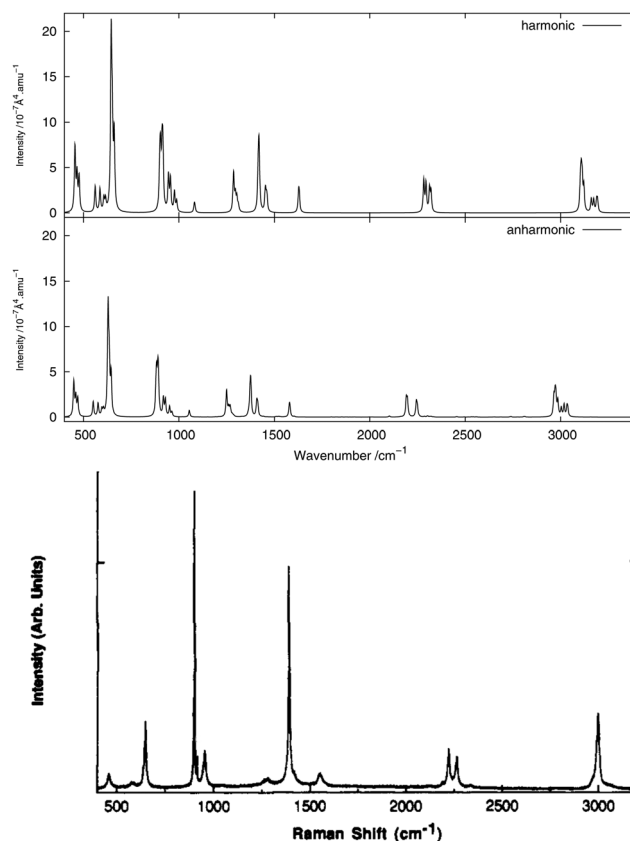 harmonic
Intensity /10⁻⁷Å⁴.amu⁻¹
20
15
10
5
0
anharmonic
Intensity /10⁻⁷Å⁴.amu⁻¹
20
15
10
5
0
500 1000 1500 2000 2500 3000
Wavenumber /cm⁻¹
Intensity (Arb. Units)
500 1000 1500 2000 2500 3000
Raman Shift (cm⁻¹)